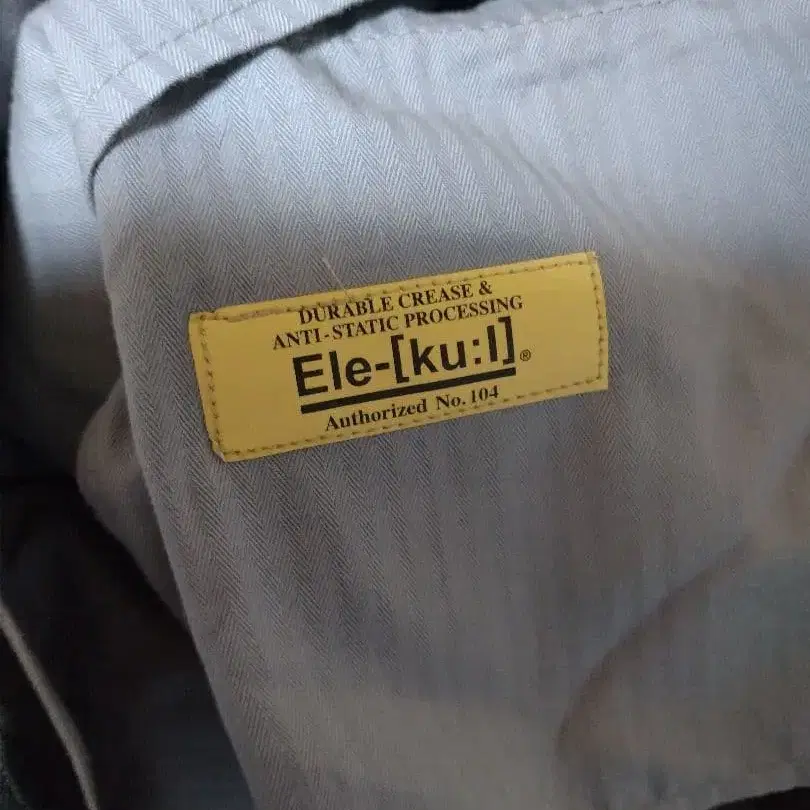 DURABLE CREASE &
ANTI-STATIC PROCESSING
Ele-[ku:l]®
Authorized No. 104